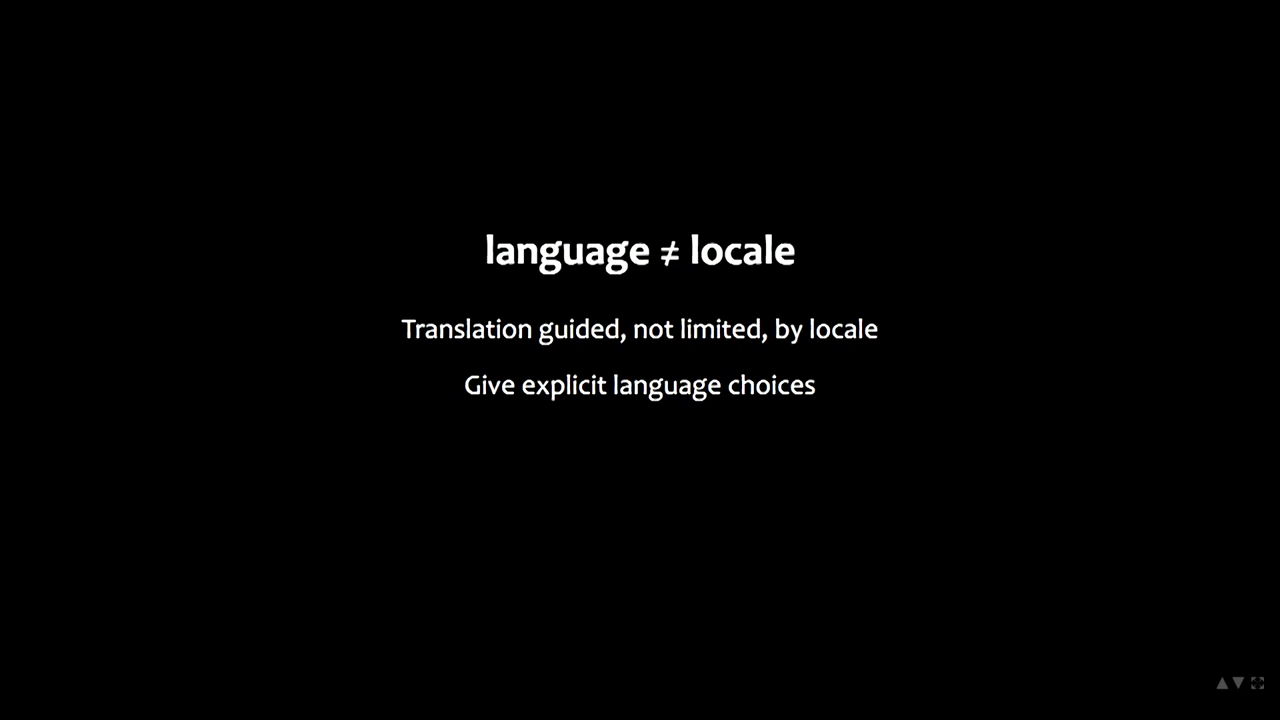 language ≠ locale
Translation guided, not limited, by locale
Give explicit language choices